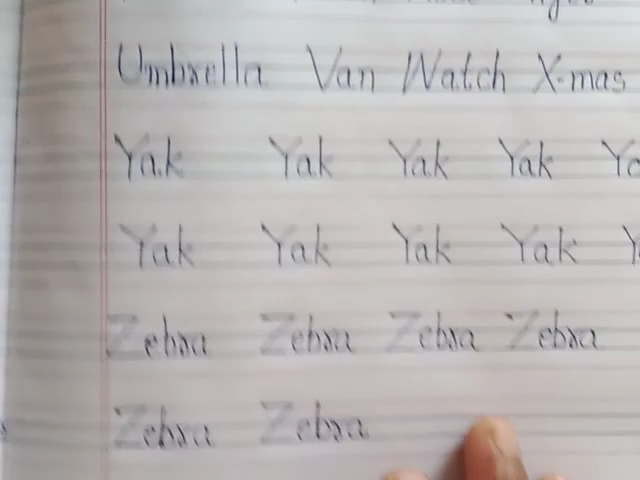 Umbrella Van Watch X-mas
Yak Yak Yak Yak
Yak Yak Yak Yak
Zebra Zebra Zebra Zebra
Zebra Zebra